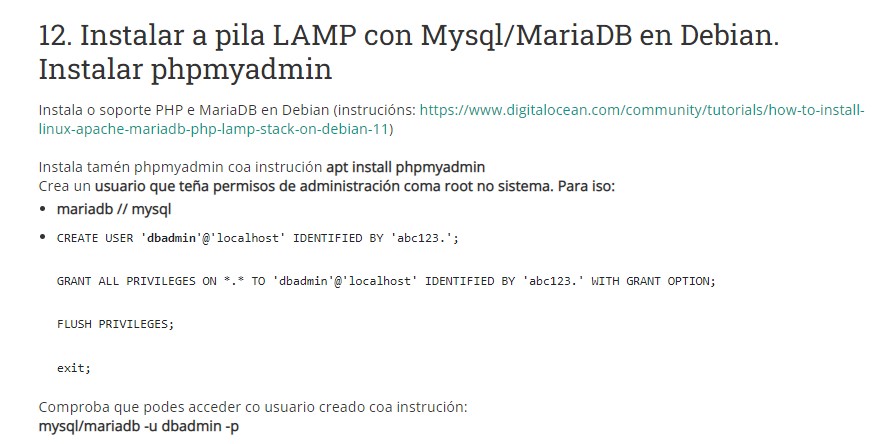 12. Instalar a pila LAMP con Mysql/MariaDB en Debian.
Instalar phpmyadmin
Instala o soporte PHP e MariaDB en Debian (instrucións: https://www.digitalocean.com/community/tutorials/how-to-install-
linux-apache-mariadb-php-lamp-stack-on-debian-11)
Instala tamén phpmyadmin coa instrución apt install phpmyadmin
Crea un usuario que teña permisos de administración coma root no sistema. Para iso:
• mariadb // mysql
• CREATE USER 'dbadmin'@'localhost' IDENTIFIED BY 'abc123.';
GRANT ALL PRIVILEGES ON *.* TO 'dbadmin'@'localhost' IDENTIFIED BY 'abc123.' WITH GRANT OPTION;
FLUSH PRIVILEGES;
exit;
Comproba que podes acceder co usuario creado coa instrución:
mysql/mariadb -u dbadmin -p